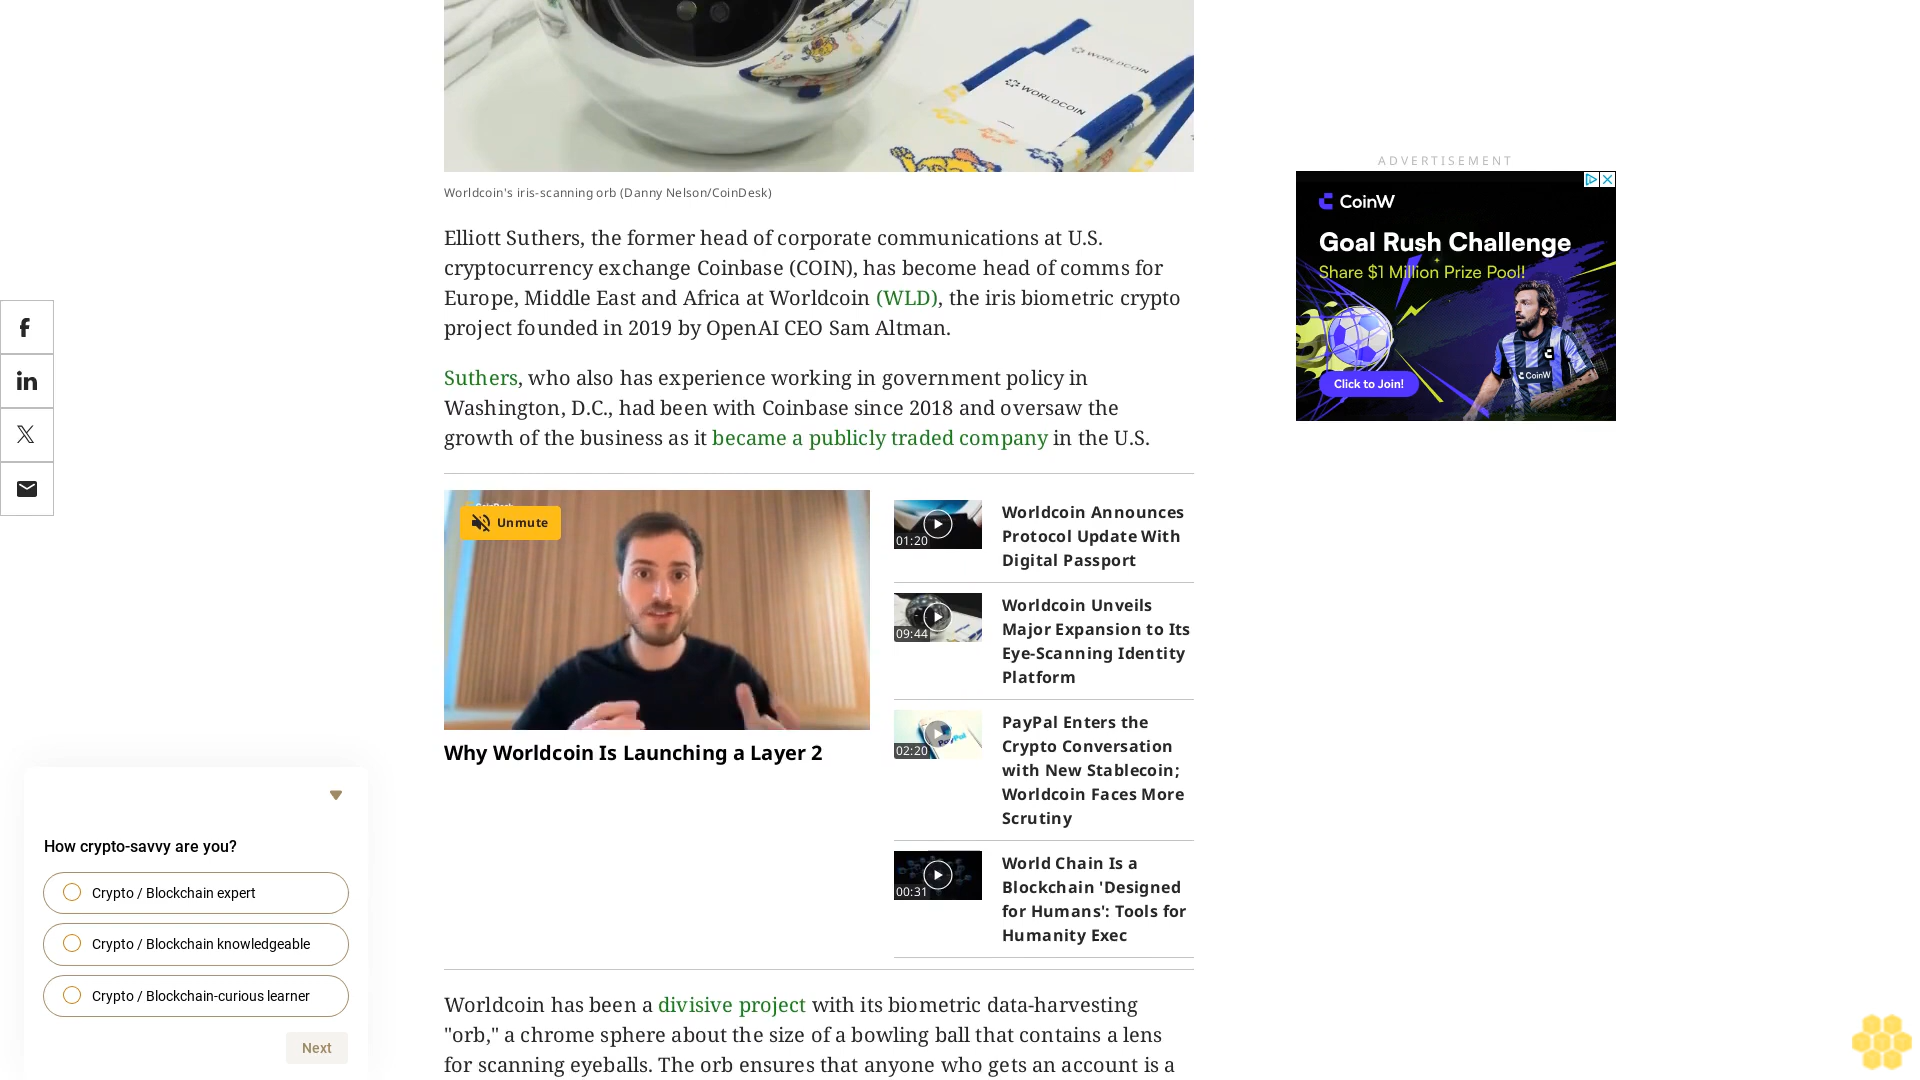 WORLDCOIN
WORLDCOIN
Worldcoin's iris-scanning orb (Danny Nelson/CoinDesk)
Elliott Suthers, the former head of corporate communications at U.S.
cryptocurrency exchange Coinbase (COIN), has become head of comms for
Europe, Middle East and Africa at Worldcoin (WLD), the iris biometric crypto
project founded in 2019 by OpenAI CEO Sam Altman.
Suthers, who also has experience working in government policy in
Washington, D.C., had been with Coinbase since 2018 and oversaw the
growth of the business as it became a publicly traded company in the U.S.
Unmute
Why Worldcoin Is Launching a Layer 2
01:20
Worldcoin Announces
Protocol Update With
Digital Passport
09:44
Worldcoin Unveils
Major Expansion to Its
Eye-Scanning Identity
Platform
02:20
PayPal
PayPal Enters the
Crypto Conversation
with New Stablecoin;
Worldcoin Faces More
Scrutiny
00:31
World Chain Is a
Blockchain 'Designed
for Humans': Tools for
Humanity Exec
Worldcoin has been a divisive project with its biometric data-harvesting
"orb," a chrome sphere about the size of a bowling ball that contains a lens
for scanning eyeballs. The orb ensures that anyone who gets an account is a
ADVERTISEMENT
CoinW
Goal Rush Challenge
Share $1 Million Prize Pool!
CoinW
Click to Join!
How crypto-savvy are you?
Crypto / Blockchain expert
Crypto / Blockchain knowledgeable
Crypto / Blockchain-curious learner
Next